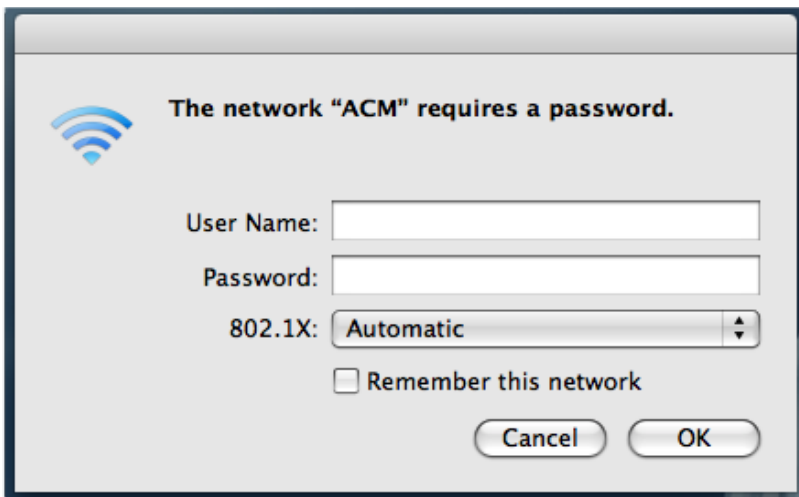 The network “ACM" requires a password.
User Name:
Password:
802.1X: Automatic
Remember this network
Cancel OK